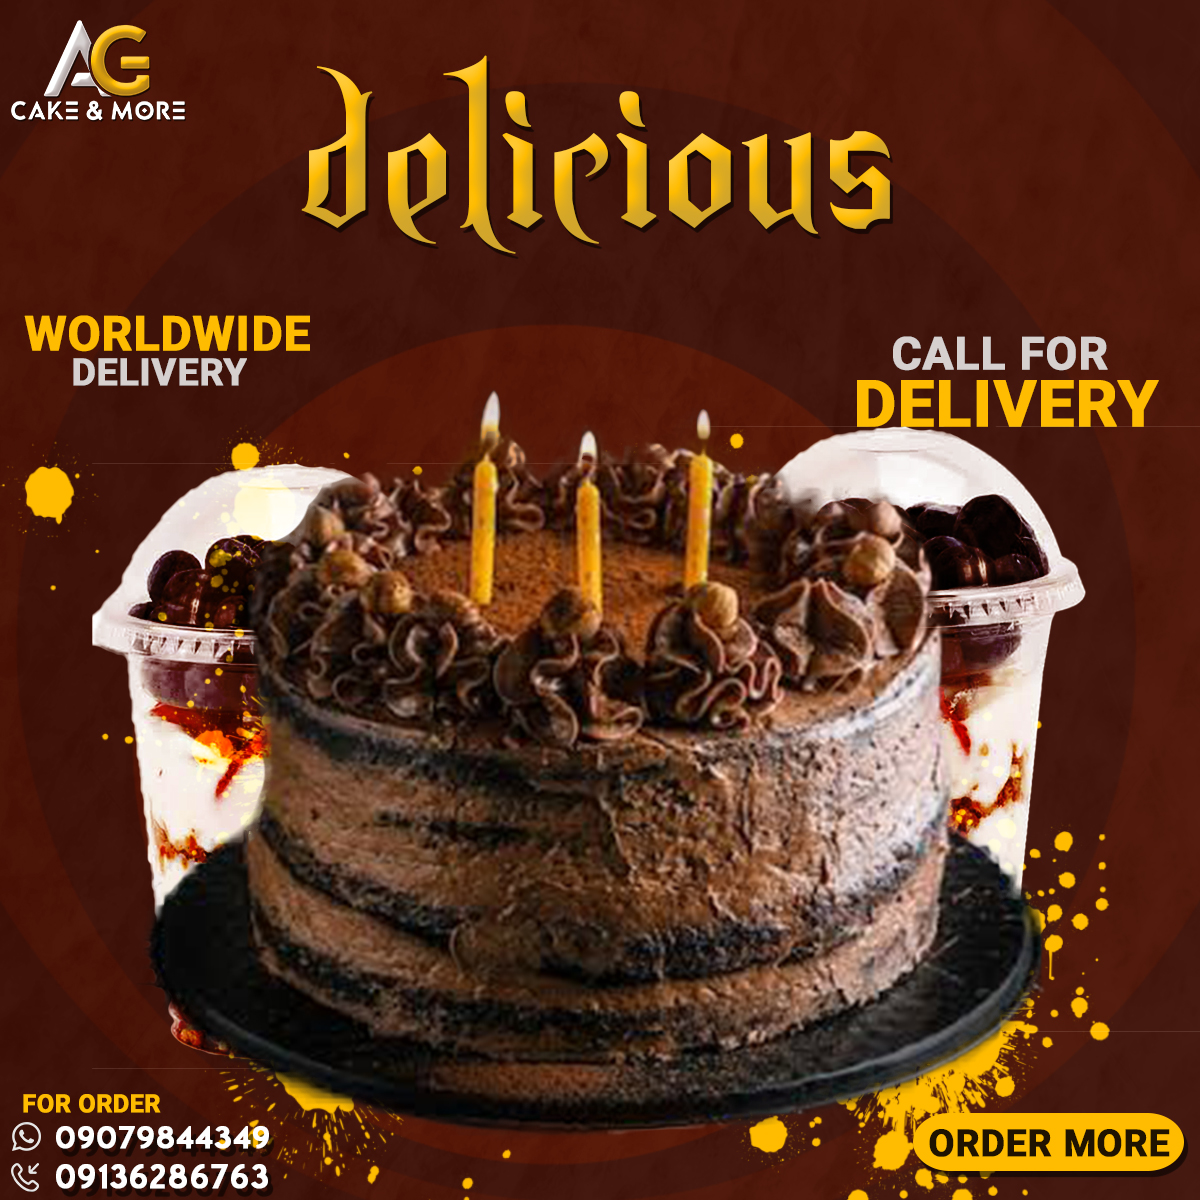 AG
CAKE & MORE
delicious
WORLDWIDE
DELIVERY
CALL FOR
DELIVERY
FOR ORDER
09079844349
09136286763
ORDER MORE